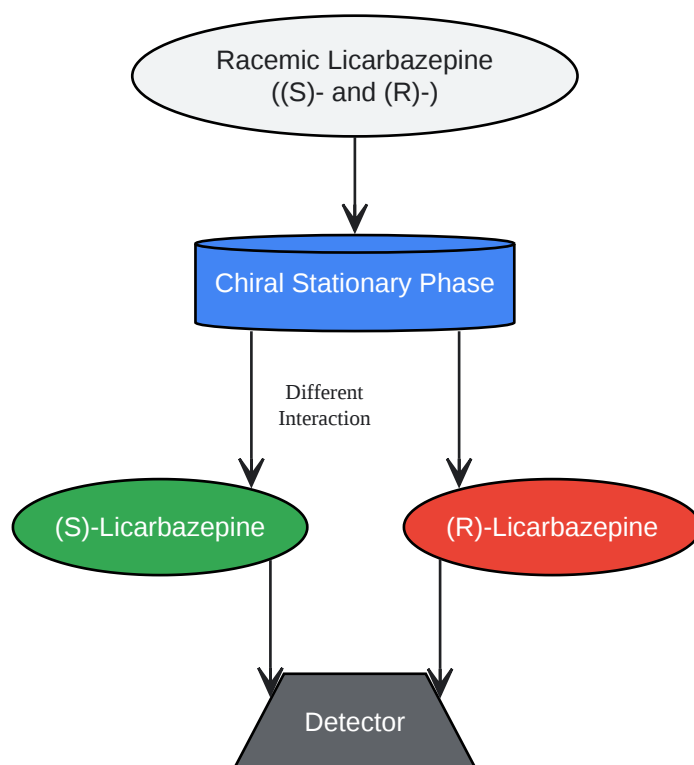 Racemic Licarbazepine
((S)- and (R)-)
Chiral Stationary Phase
Different
Interaction
(S)-Licarbazepine
(R)-Licarbazepine
Detector